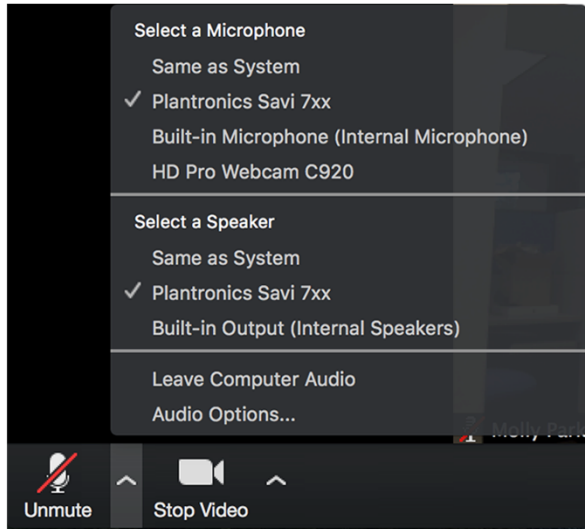 Select a Microphone
Same as System
Plantronics Savi 7xx
Built-in Microphone (Internal Microphone)
HD Pro Webcam C920
Select a Speaker
Same as System
Plantronics Savi 7xx
Built-in Output (Internal Speakers)
Leave Computer Audio
Audio Options...
Molly Park
Unmute
Stop Video